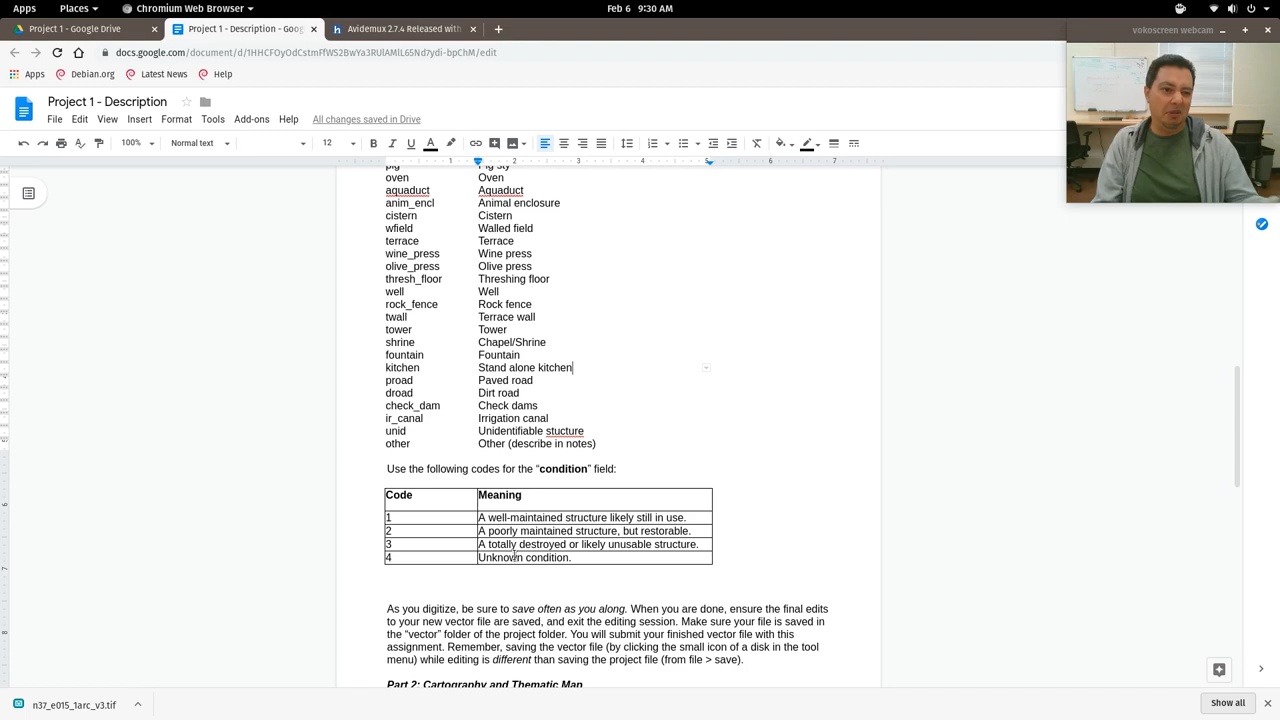 Apps Places Chromium Web Browser Feb 6 9:30 AM
Project 1 - Google Drive Project 1 - Description - Goog Avidemux 2.7.4 Released with
vokoscreen webcam
Apps Debian.org Latest News Help
Project 1 - Description
File Edit View Insert Format Tools Add-ons Help All changes saved in Drive
100% Normal text 12
1 2 3 4 5 6 7
oven Oven
aquaduct Aquaduct
anim_encl Animal enclosure
cistern Cistern
wfield Walled field
terrace Terrace
wine_press Wine press
olive_press Olive press
thresh_floor Threshing floor
well Well
rock_fence Rock fence
twall Terrace wall
tower Tower
shrine Chapel/Shrine
fountain Fountain
kitchen Stand alone kitchen
proad Paved road
droad Dirt road
check_dam Check dams
ir_canal Irrigation canal
unid Unidentifiable stucture
other Other (describe in notes)
Use the following codes for the “condition” field:
Code Meaning
1 A well-maintained structure likely still in use.
2 A poorly maintained structure, but restorable.
3 A totally destroyed or likely unusable structure.
4 Unknown condition.
As you digitize, be sure to save often as you along. When you are done, ensure the final edits
to your new vector file are saved, and exit the editing session. Make sure your file is saved in
the “vector” folder of the project folder. You will submit your finished vector file with this
assignment. Remember, saving the vector file (by clicking the small icon of a disk in the tool
menu) while editing is different than saving the project file (from file > save).
Part 2: Cartography and Thematic Map
n37_e015_1arc_v3.tif Show all